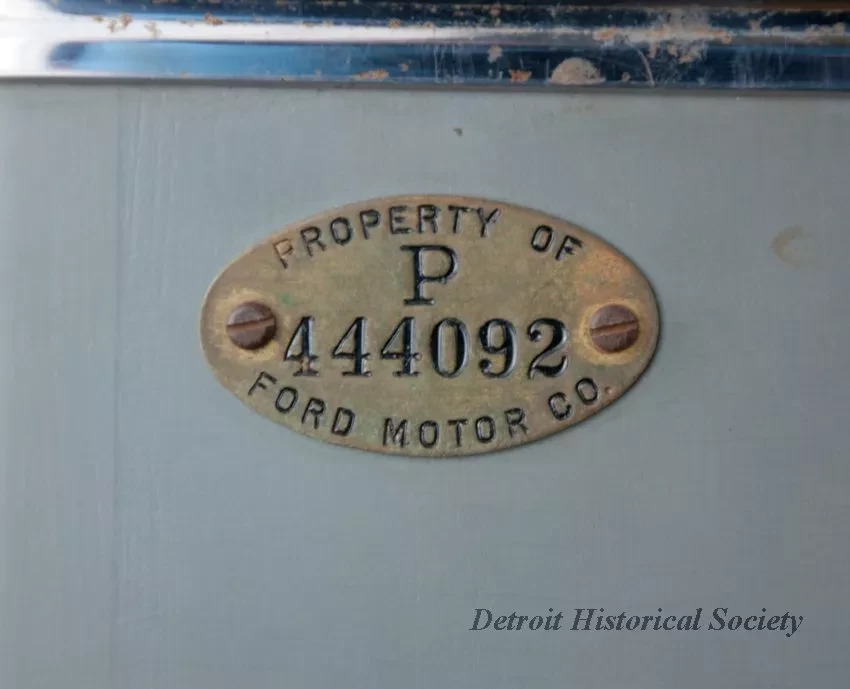 PROPERTY OF
P
444092
FORD MOTOR CO.
Detroit Historical Society